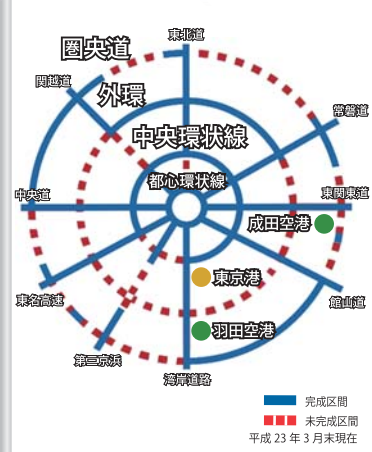 東北道
圏央道
関越道
外環
常磐道
中央環状線
都心環状線
中央道
東関東道
成田空港
東京港
東名高速
館山道
羽田空港
第三京浜
湾岸道路
完成区間
未完成区間
平成 23 年 3 月末現在